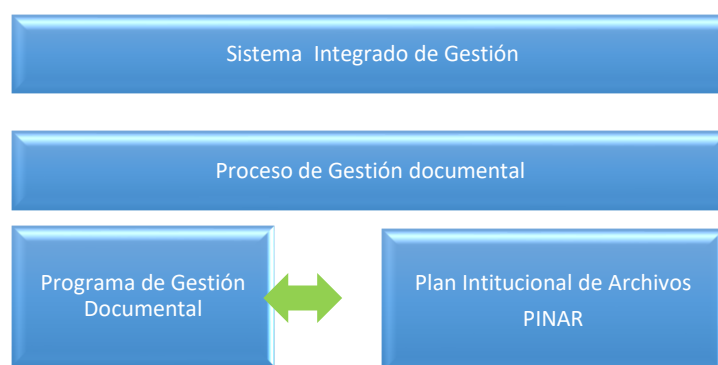 Sistema Integrado de Gestión
Proceso de Gestión documental
Programa de Gestión
Documental
Plan Intitucional de Archivos
PINAR